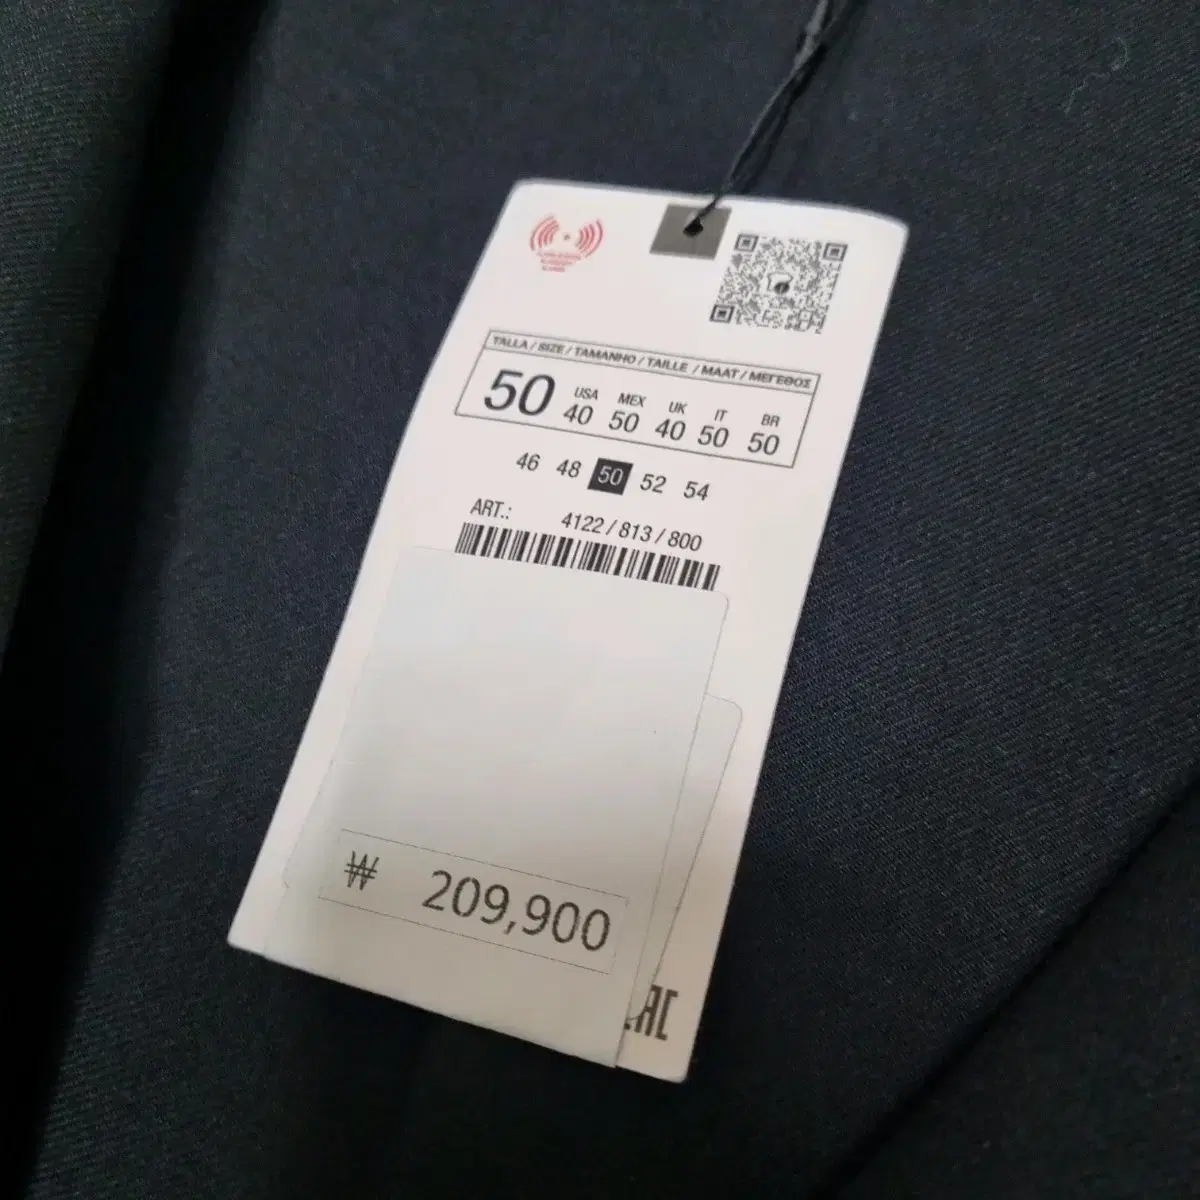 TALLA / SIZE / TAMANHO / TAILLE / MAAT / ΜΕΓΕΘΟΣ
50 USA 40 MEX 50 UK 40 IT 50 BR 50
46 48 50 52 54
ART.: 4122 / 813 / 800
₩ 209,900
EAC